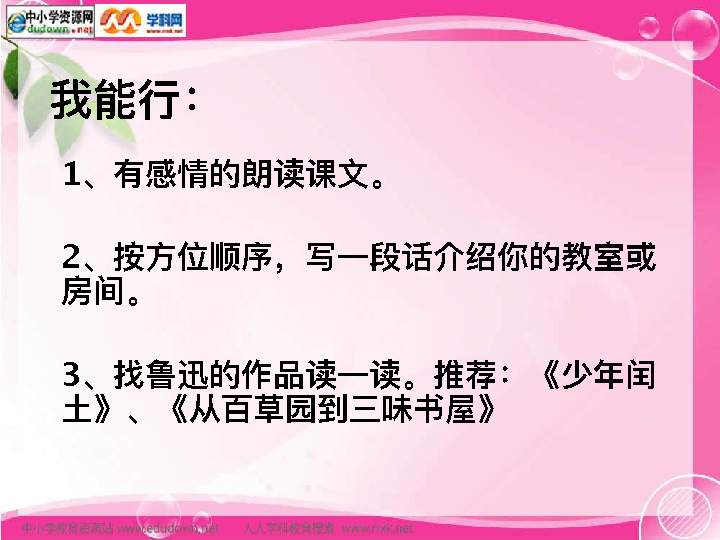 中小学资源网
dudown.net
学科网
www.nxk.net
我能行：
1、有感情的朗读课文。
2、按方位顺序，写一段话介绍你的教室或
房间。
3、找鲁迅的作品读一读。推荐：《少年闰
土》、《从百草园到三味书屋》
中小学教育资源站 www.edudown.net 人人学科教育搜索 www.nxk.net